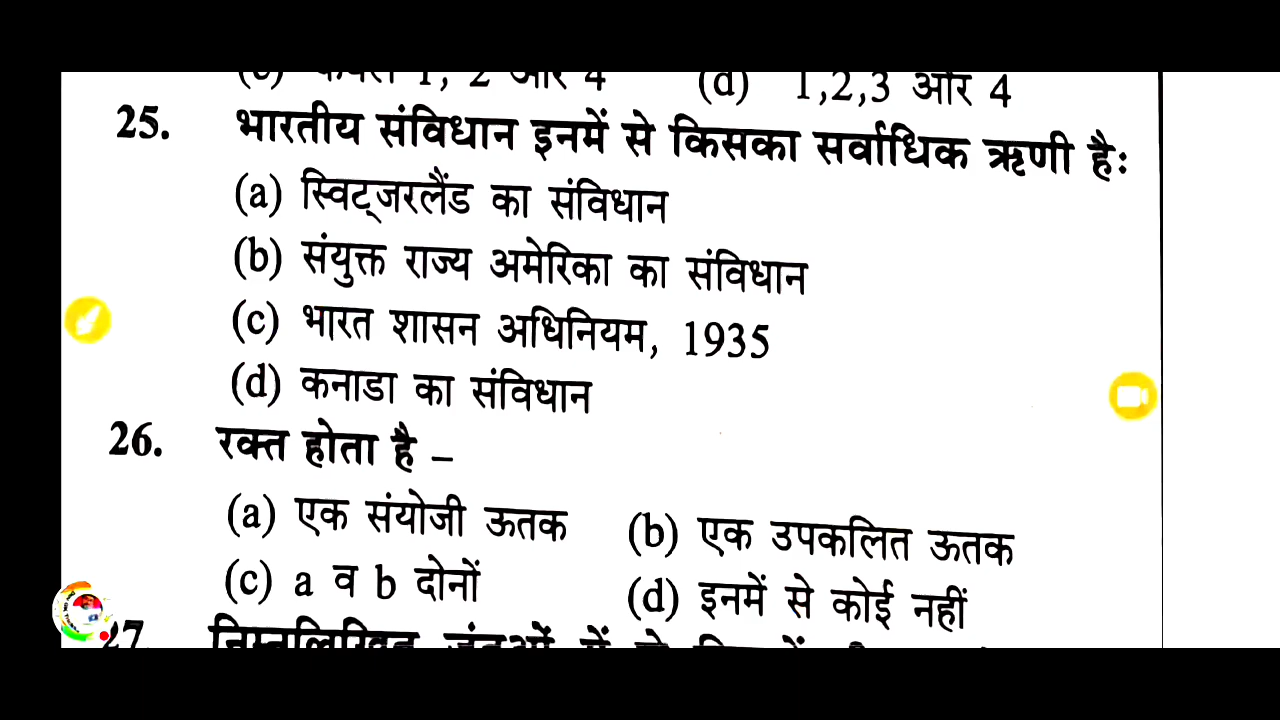 (d) 1,2,3 और 4
25. भारतीय संविधान इनमें से किसका सर्वाधिक ऋणी हैः
(a) स्विट्जरलैंड का संविधान
(b) संयुक्त राज्य अमेरिका का संविधान
(c) भारत शासन अधिनियम, 1935
(d) कनाडा का संविधान
26. रक्त होता है –
(a) एक संयोजी ऊतक (b) एक उपकलित ऊतक
(c) a व b दोनों (d) इनमें से कोई नहीं
27.